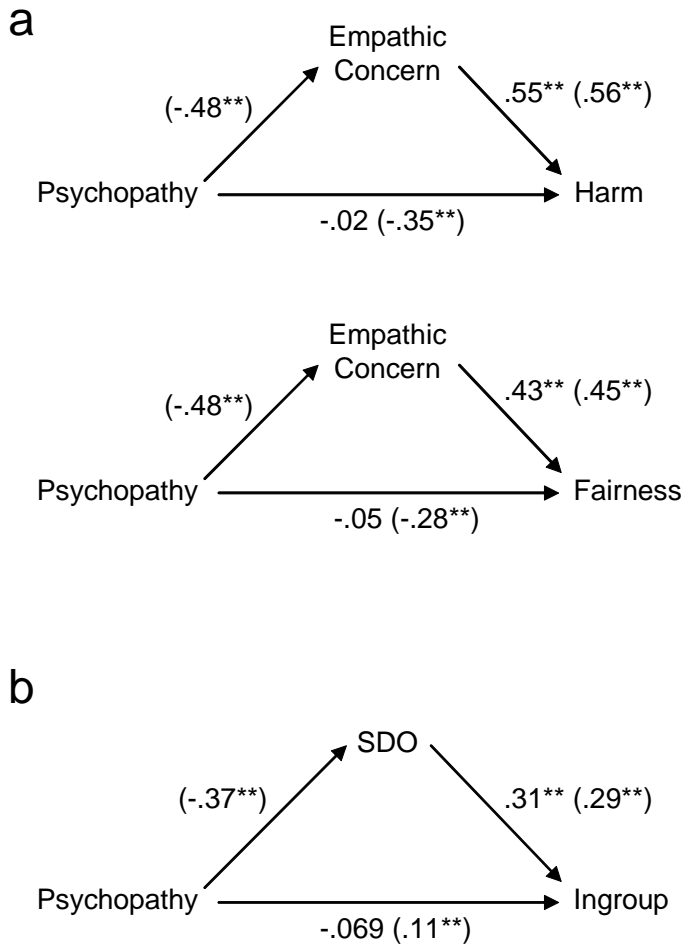 a
Empathic
Concern
(-.48**)
.55** (.56**)
Psychopathy
Harm
-.02 (-.35**)
Empathic
Concern
(-.48**)
.43** (.45**)
Psychopathy
Fairness
-.05 (-.28**)
b
SDO
(-.37**)
.31** (.29**)
Psychopathy
Ingroup
-.069 (.11**)